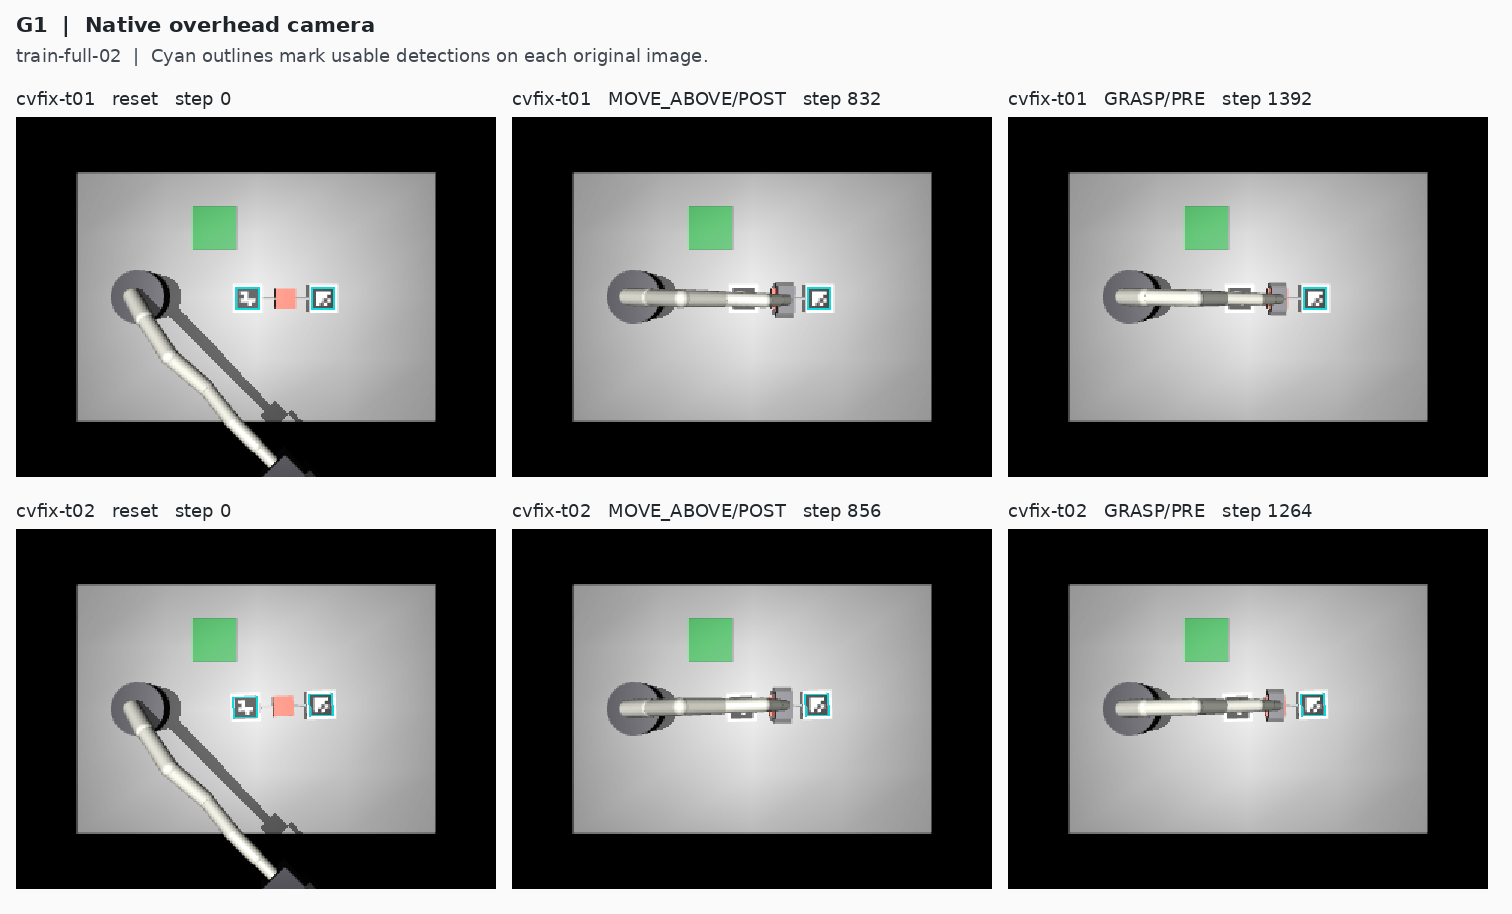 G1 | Native overhead camera
train-full-02 | Cyan outlines mark usable detections on each original image.
cvfix-t01 reset step 0
cvfix-t01 MOVE_ABOVE/POST step 832
cvfix-t01 GRASP/PRE step 1392
cvfix-t02 reset step 0
cvfix-t02 MOVE_ABOVE/POST step 856
cvfix-t02 GRASP/PRE step 1264